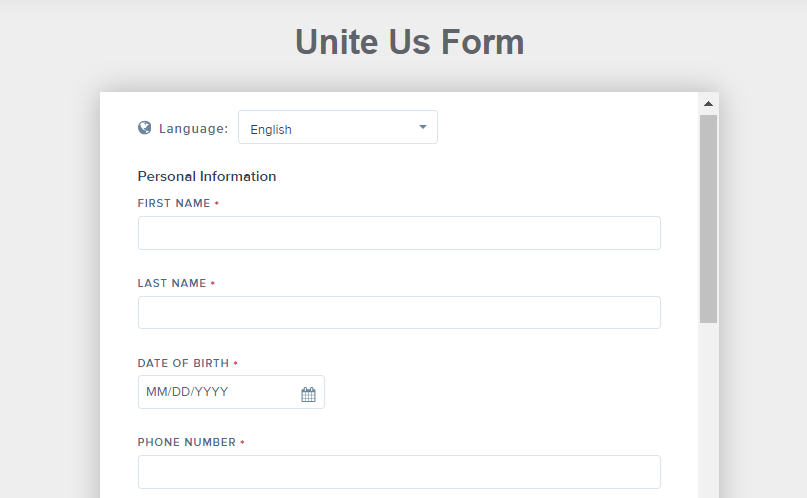 Unite Us Form
Language: English
Personal Information
FIRST NAME *
LAST NAME *
DATE OF BIRTH *
MM/DD/YYYY
PHONE NUMBER *